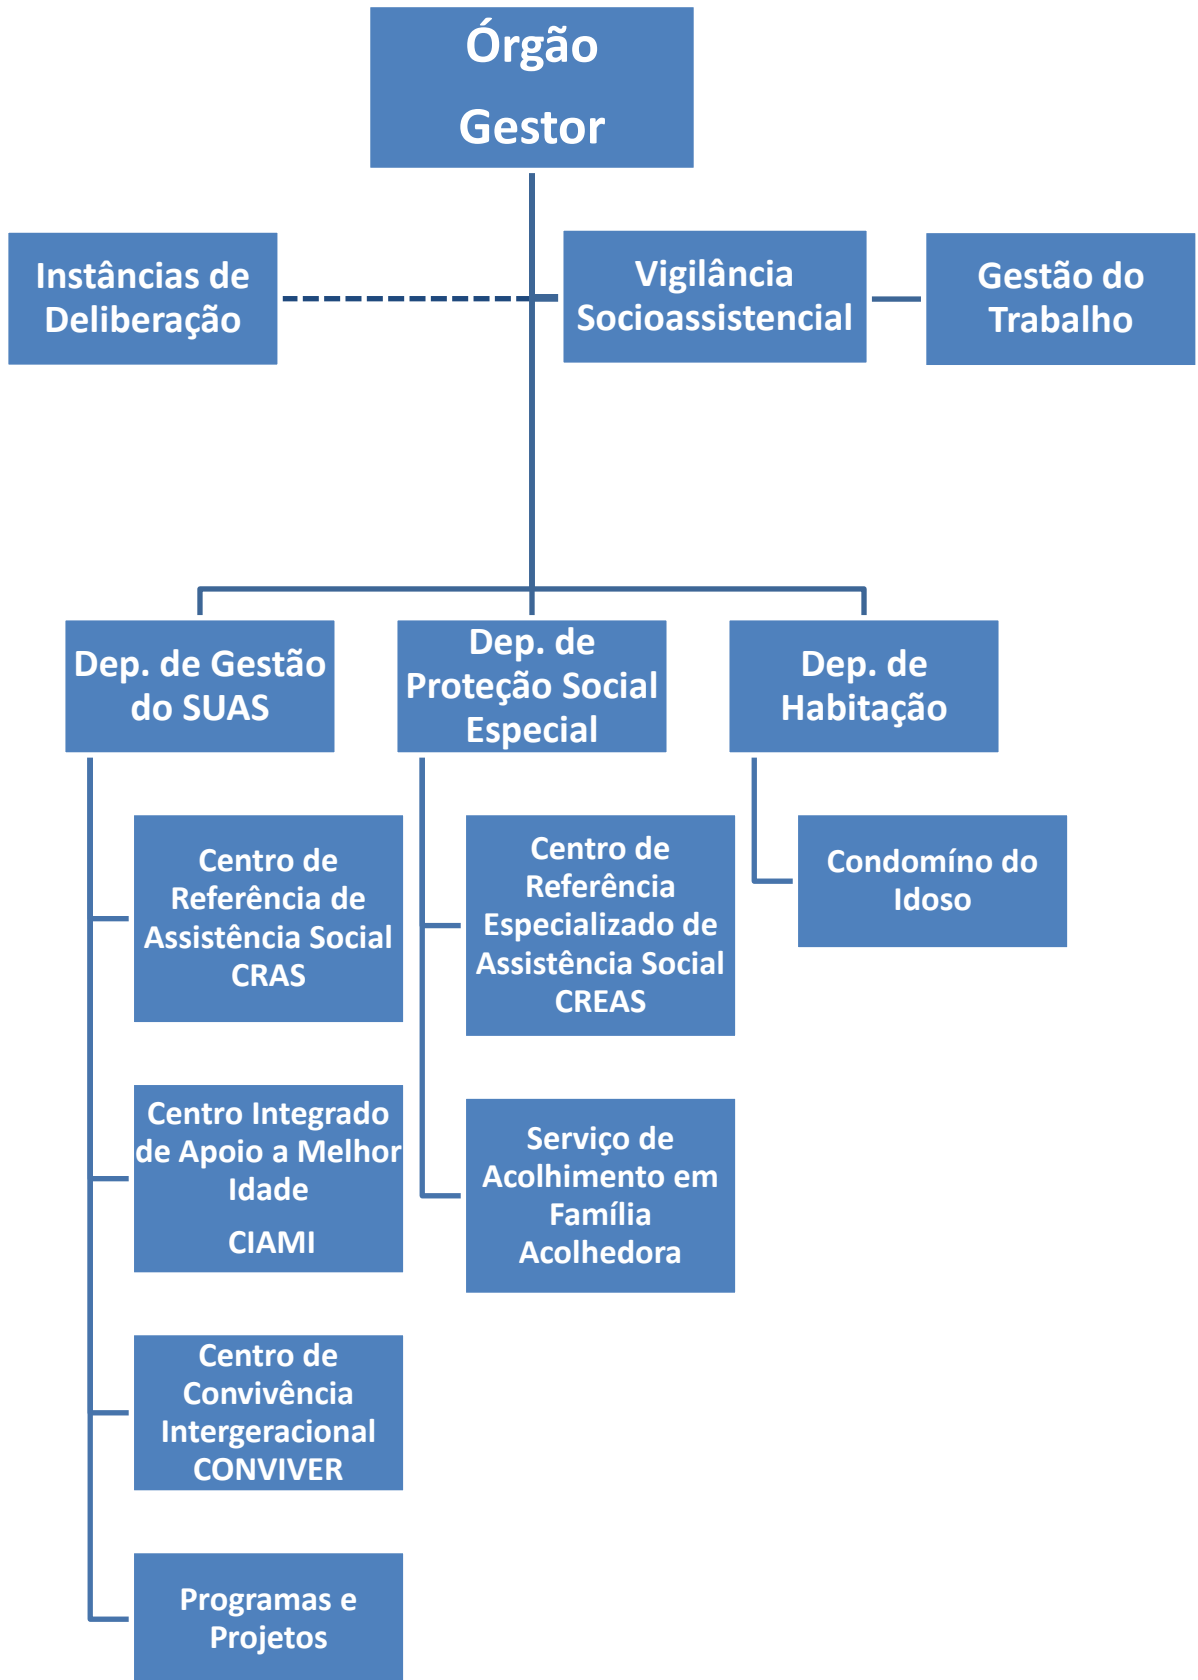 Órgão
Gestor
Instâncias de
Deliberação
Vigilância
Socioassistencial
Gestão do
Trabalho
Dep. de Gestão
do SUAS
Dep. de
Proteção Social
Especial
Dep. de
Habitação
Centro de
Referência de
Assistência Social
CRAS
Centro de
Referência
Especializado de
Assistência Social
CREAS
Condomíno do
Idoso
Centro Integrado
de Apoio a Melhor
Idade
CIAMI
Serviço de
Acolhimento em
Família
Acolhedora
Centro de
Convivência
Intergeracional
CONVIVER
Programas e
Projetos